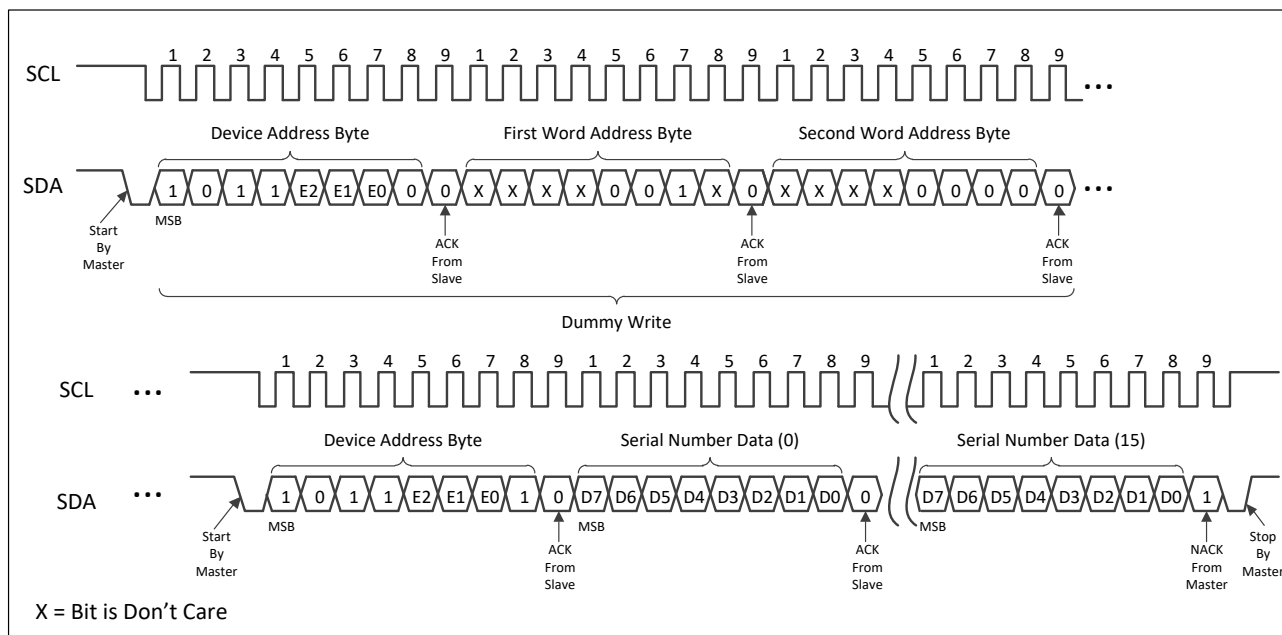 1 2 3 4 5 6 7 8 9 1 2 3 4 5 6 7 8 9 1 2 3 4 5 6 7 8 9
SCL ...
Device Address Byte First Word Address Byte Second Word Address Byte
SDA 1 0 1 1 E2 E1 E0 0 0 X X X X 0 0 1 X 0 X X X X 0 0 0 0 0 ...
MSB
Start By Master
ACK From Slave
ACK From Slave
ACK From Slave
Dummy Write
1 2 3 4 5 6 7 8 9 1 2 3 4 5 6 7 8 9 1 2 3 4 5 6 7 8 9
SCL ...
Device Address Byte Serial Number Data (0) Serial Number Data (15)
SDA ... 1 0 1 1 E2 E1 E0 1 0 D7 D6 D5 D4 D3 D2 D1 D0 0 D7 D6 D5 D4 D3 D2 D1 D0 1
MSB MSB MSB
Start By Master
ACK From Slave
ACK From Slave
NACK From Master
Stop By Master
X = Bit is Don't Care